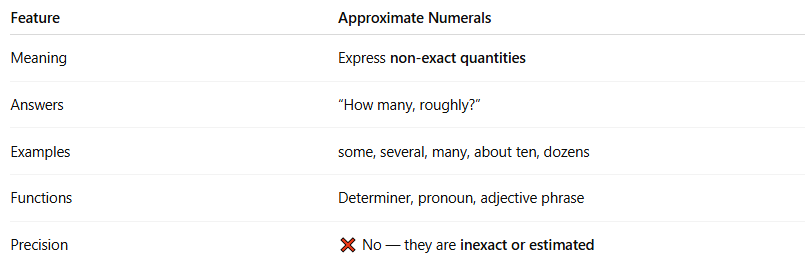 Feature Approximate Numerals
Meaning Express non-exact quantities
Answers “How many, roughly?”
Examples some, several, many, about ten, dozens
Functions Determiner, pronoun, adjective phrase
Precision ❌ No — they are inexact or estimated